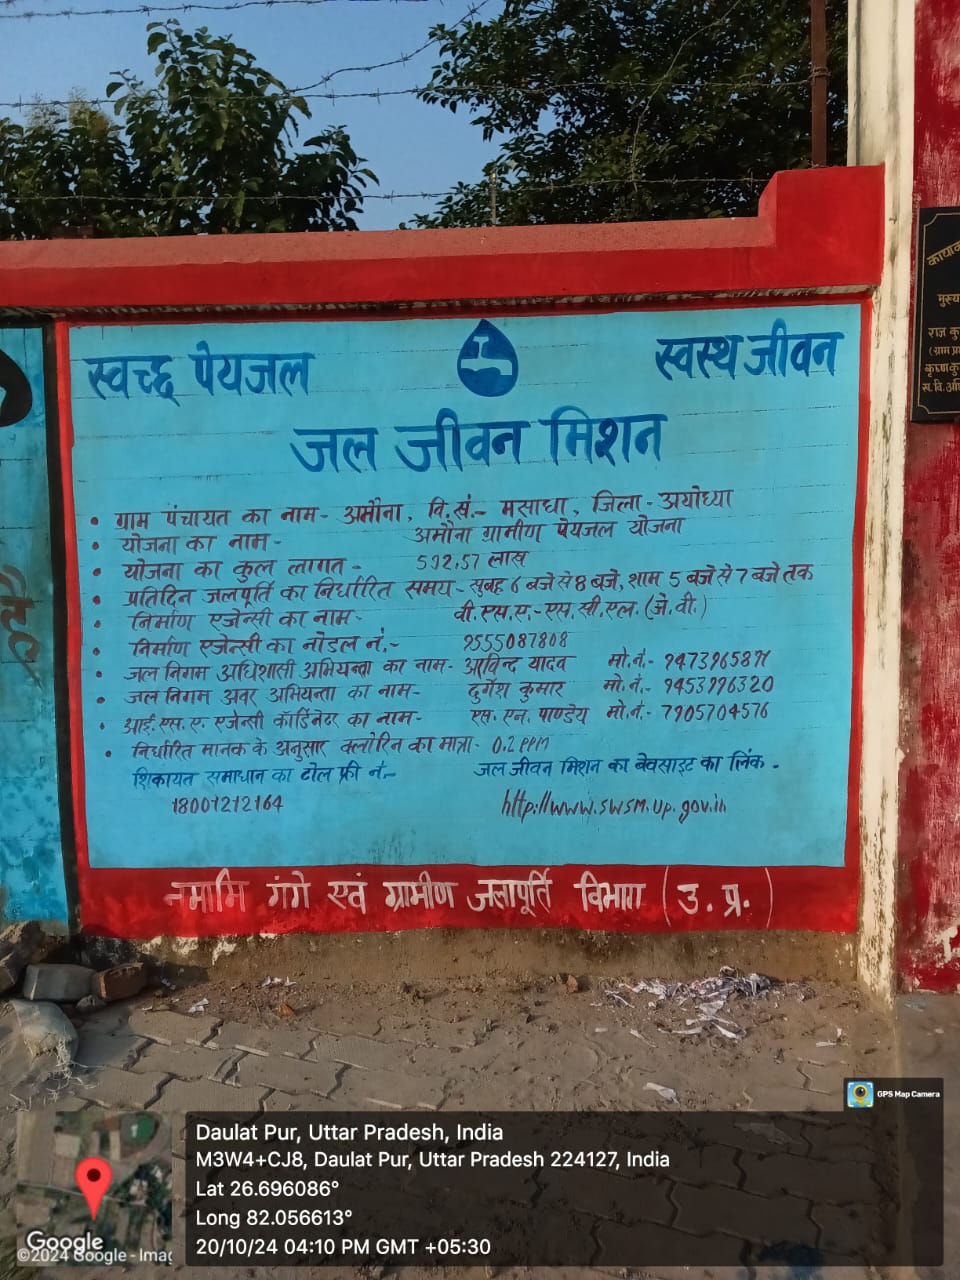 स्वच्छ पेयजल
स्वस्थ जीवन
जल जीवन मिशन
• ग्राम पंचायत का नाम- अमौना, वि.सं.- मसोधा, जिला- अयोध्या
• योजना का नाम- अमौना ग्रामीण पेयजल योजना
• योजना का कुल लागत- 592.57 लाख
• प्रतिदिन जलपूर्ति का निर्धारित समय- सुबह 6 बजे से 8 बजे, शाम 5 बजे से 7 बजे तक
• निर्माण एजेन्सी का नाम- वी.एस.ए.-एस.सी.एल.(जे.वी.)
• निर्माण एजेन्सी का नोडल नं.- 9555087808
• जल निगम अधिशासी अभियन्ता का नाम- अरविन्द यादव मो.नं.-
• जल निगम अवर अभियन्ता का नाम- दुर्गेश कुमार मो.नं.- 9453996320
• आई.एस.ए. एजेन्सी कॉर्डिनेटर का नाम- एस. एन. पाण्डेय मो.नं.- 7905704576
• निर्धारित मानक के अनुसार क्लोरिन का मात्रा- 0.2 PPM
शिकायत समाधान का टोल फ्री नं.-
जल जीवन मिशन का बेवसाइट का लिंक-
18001212164
http://www.swsm.up.gov.in
नमामि गंगे एवं ग्रामीण जलापूर्ति विभाग (उ.प्र.)
मुख्य
राज कु
(ग्राम प्र
कृष्ण कु
GPS Map Camera
Daulat Pur, Uttar Pradesh, India
M3W4+CJ8, Daulat Pur, Uttar Pradesh 224127, India
Lat 26.696086°
Long 82.056613°
20/10/24 04:10 PM GMT +05:30
Google
©2024 Google - Imag